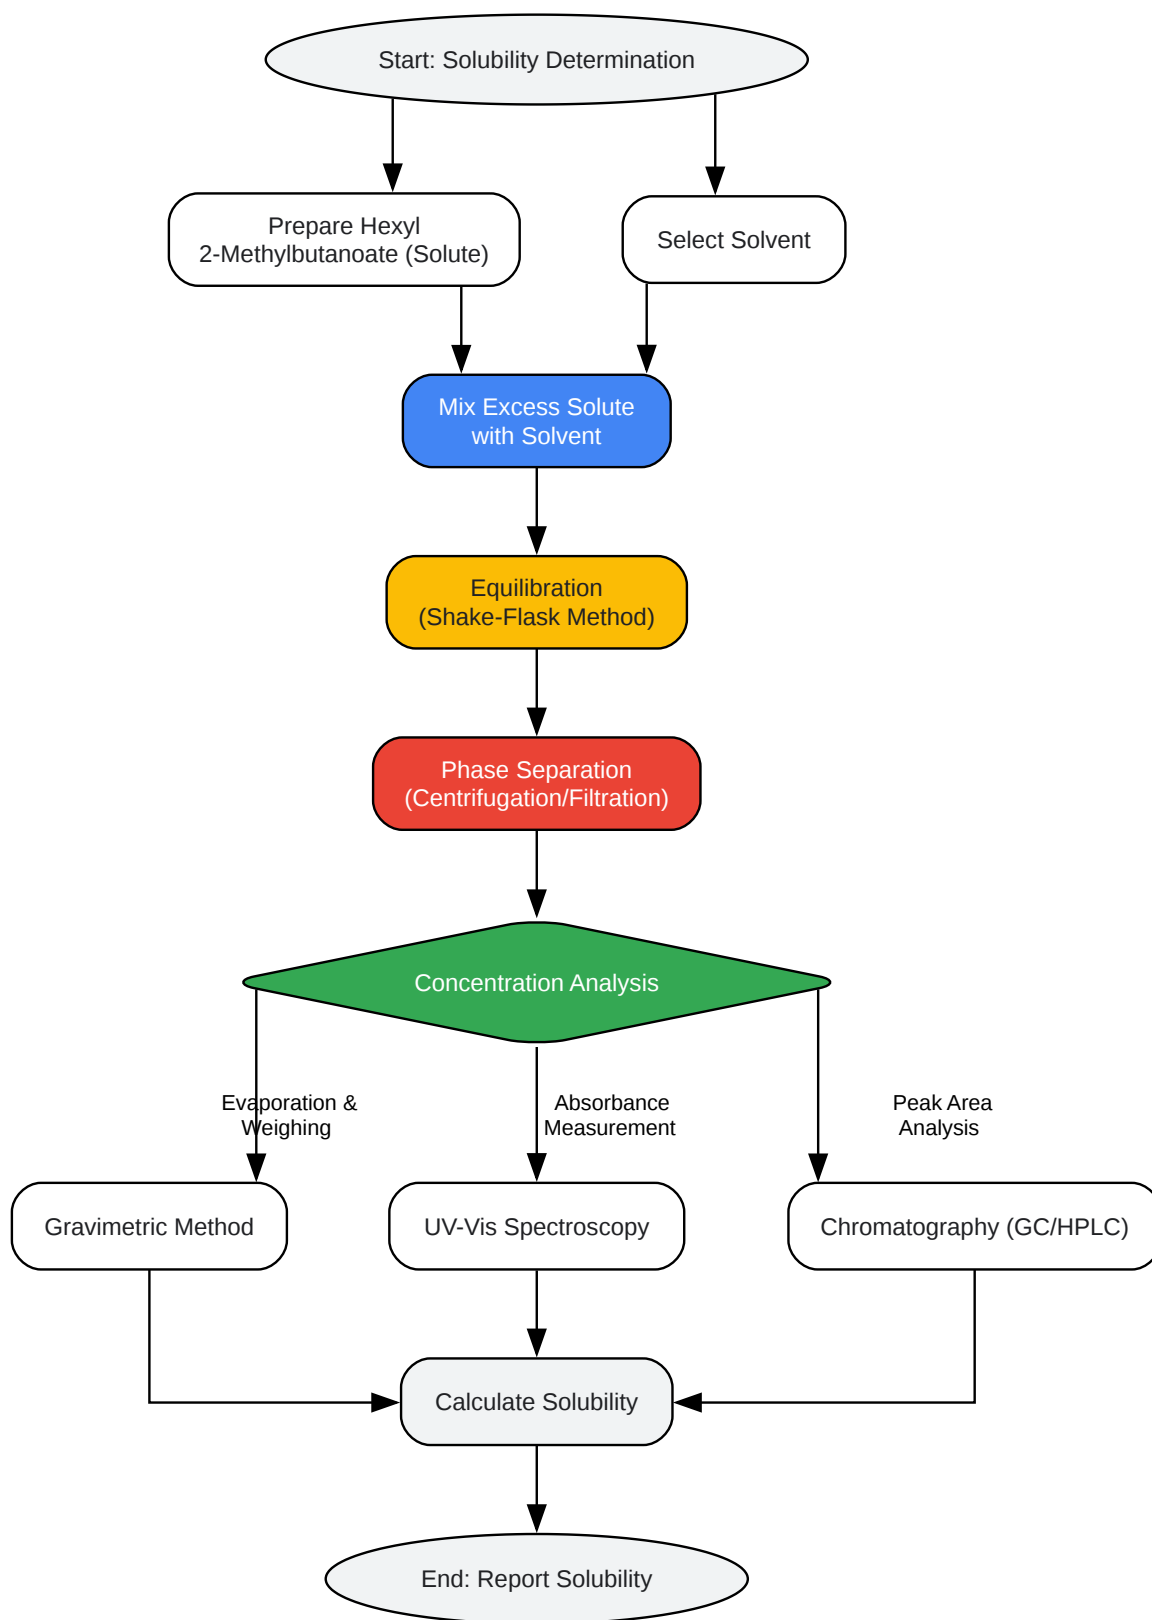 Start: Solubility Determination
Prepare Hexyl
2-Methylbutanoate (Solute)
Select Solvent
Mix Excess Solute
with Solvent
Equilibration
(Shake-Flask Method)
Phase Separation
(Centrifugation/Filtration)
Concentration Analysis
Evaporation &
Weighing
Absorbance
Measurement
Peak Area
Analysis
Gravimetric Method
UV-Vis Spectroscopy
Chromatography (GC/HPLC)
Calculate Solubility
End: Report Solubility